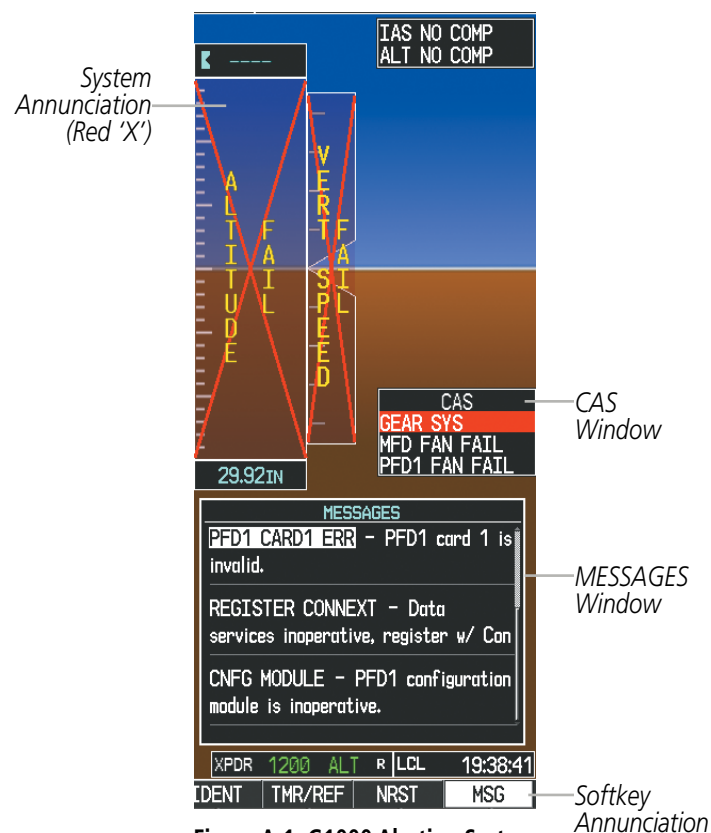 IAS NO COMP
ALT NO COMP
----
System
Annunciation
(Red ‘X’)
ALTITUDE
FAIL
VERT SPEED
FAIL
CAS
GEAR SYS
MFD FAN FAIL
PFD1 FAN FAIL
CAS
Window
29.92IN
MESSAGES
PFD1 CARD1 ERR – PFD1 card 1 is
invalid.
REGISTER CONNEXT – Data
services inoperative, register w/ Con
CNFG MODULE – PFD1 configuration
module is inoperative.
MESSAGES
Window
XPDR 1200 ALT R LCL 19:38:41
IDENT TMR/REF NRST MSG
Softkey
Annunciation